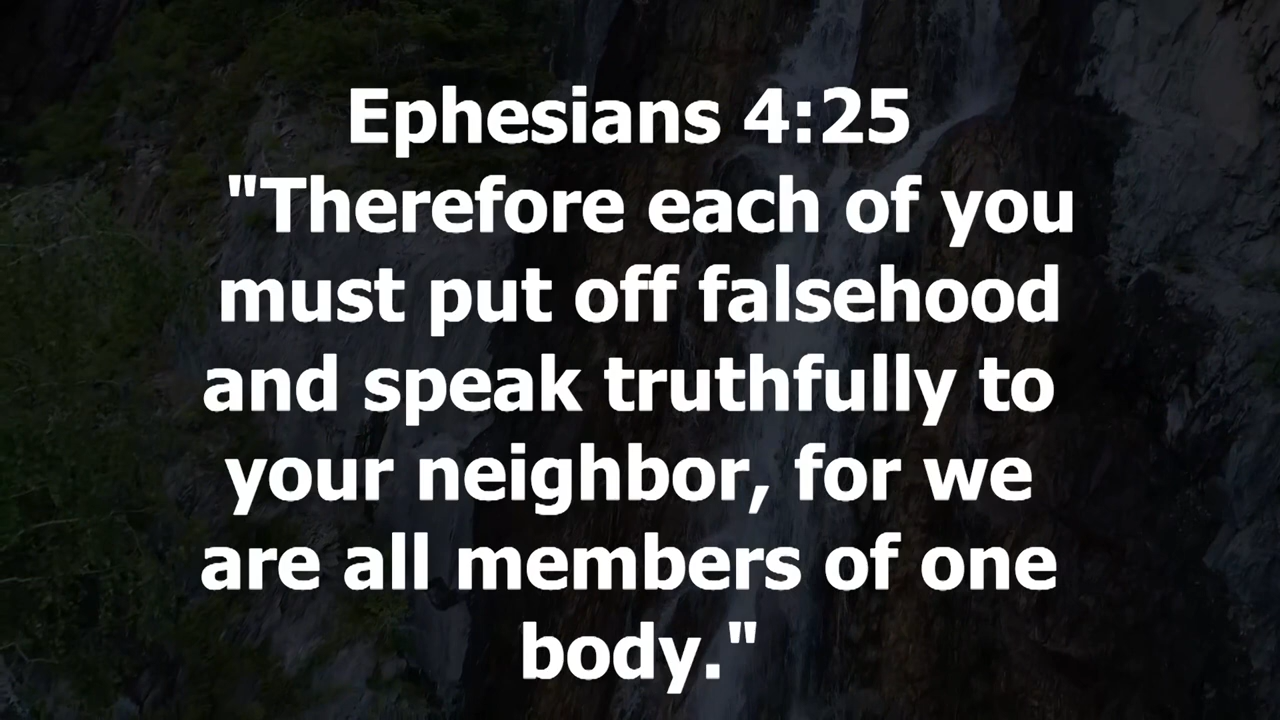 Ephesians 4:25
"Therefore each of you
must put off falsehood
and speak truthfully to
your neighbor, for we
are all members of one
body."